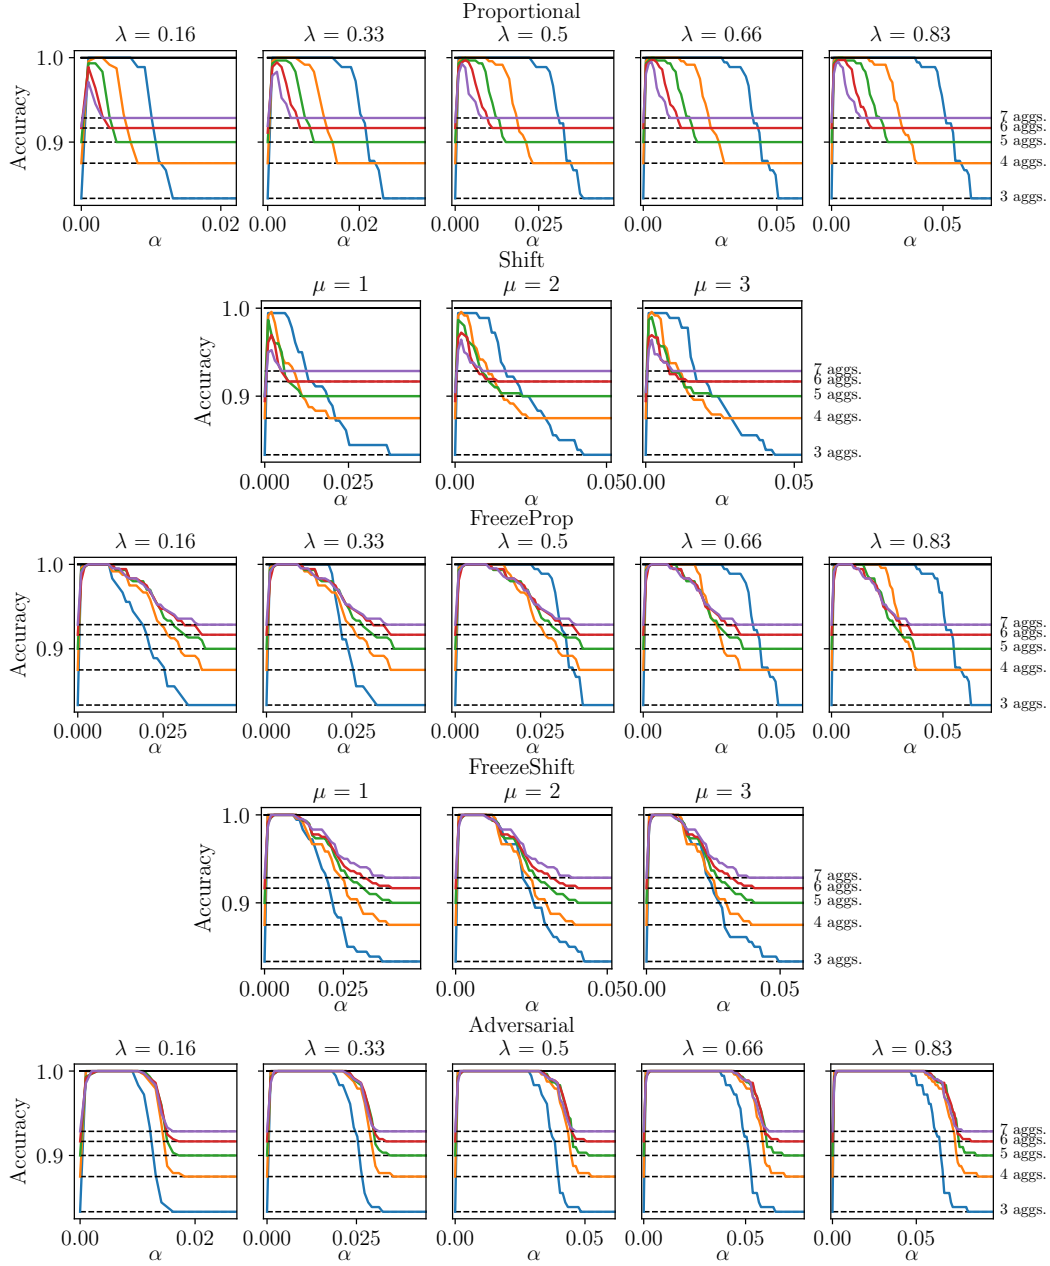 Proportional
λ = 0.16 λ = 0.33 λ = 0.5 λ = 0.66 λ = 0.83
Accuracy
1.0
0.9
7 aggs.
6 aggs.
5 aggs.
4 aggs.
3 aggs.
0.00 0.02 0.00 0.02 0.00 0.025 0.00 0.05 0.00 0.05
α α α α α
Shift
μ = 1 μ = 2 μ = 3
Accuracy
1.0
0.9
7 aggs.
6 aggs.
5 aggs.
4 aggs.
3 aggs.
0.000 0.025 0.00 0.050.00 0.05
α α α
FreezeProp
λ = 0.16 λ = 0.33 λ = 0.5 λ = 0.66 λ = 0.83
Accuracy
1.0
0.9
7 aggs.
6 aggs.
5 aggs.
4 aggs.
3 aggs.
0.000 0.025 0.000 0.025 0.000 0.025 0.00 0.05 0.00 0.05
α α α α α
FreezeShift
μ = 1 μ = 2 μ = 3
Accuracy
1.0
0.9
7 aggs.
6 aggs.
5 aggs.
4 aggs.
3 aggs.
0.000 0.025 0.00 0.050.00 0.05
α α α
Adversarial
λ = 0.16 λ = 0.33 λ = 0.5 λ = 0.66 λ = 0.83
Accuracy
1.0
0.9
7 aggs.
6 aggs.
5 aggs.
4 aggs.
3 aggs.
0.00 0.02 0.00 0.025 0.00 0.05 0.00 0.05 0.00 0.05
α α α α α